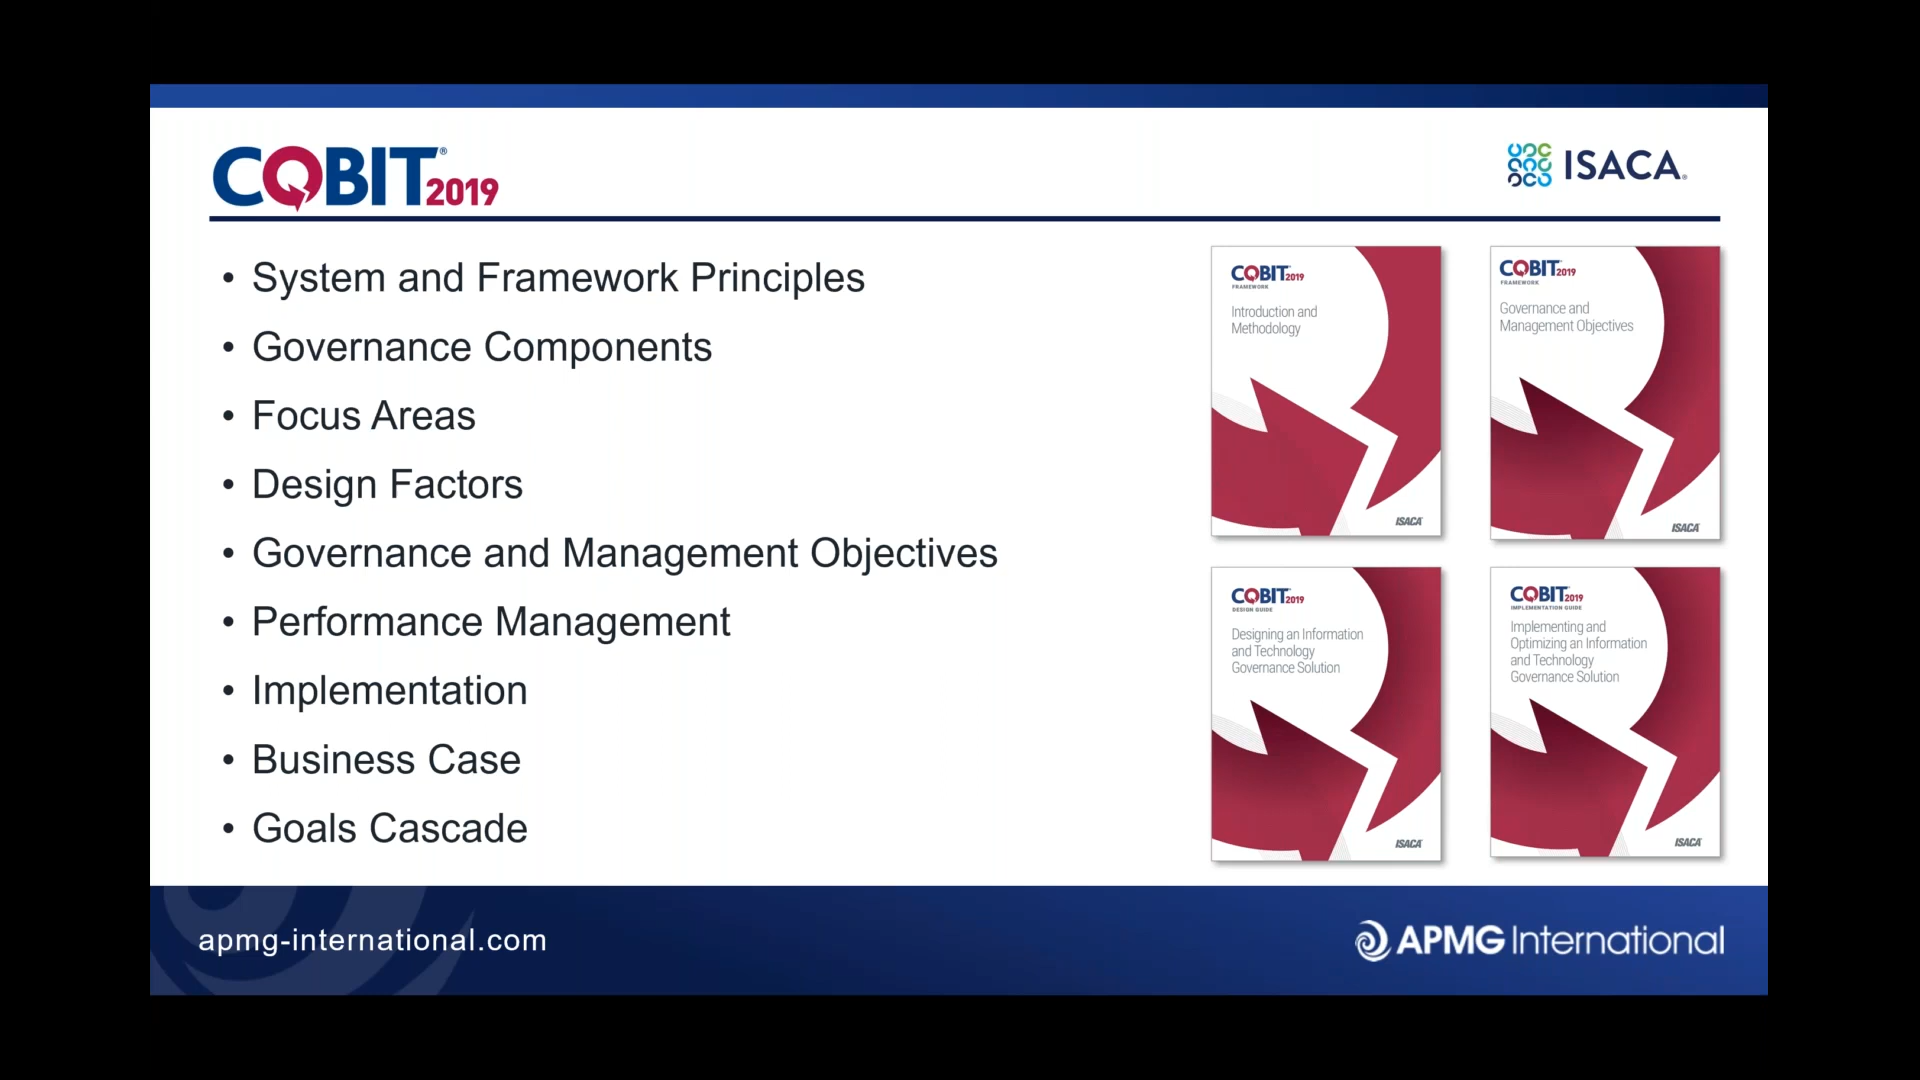 COBIT® 2019
ISACA®
• System and Framework Principles
• Governance Components
• Focus Areas
• Design Factors
• Governance and Management Objectives
• Performance Management
• Implementation
• Business Case
• Goals Cascade
COBIT 2019
FRAMEWORK
Introduction and
Methodology
ISACA
COBIT 2019
FRAMEWORK
Governance and
Management Objectives
ISACA
COBIT 2019
DESIGN GUIDE
Designing an Information
and Technology
Governance Solution
ISACA
COBIT 2019
IMPLEMENTATION GUIDE
Implementing and
Optimizing an Information
and Technology
Governance Solution
ISACA
apmg-international.com
APMG International